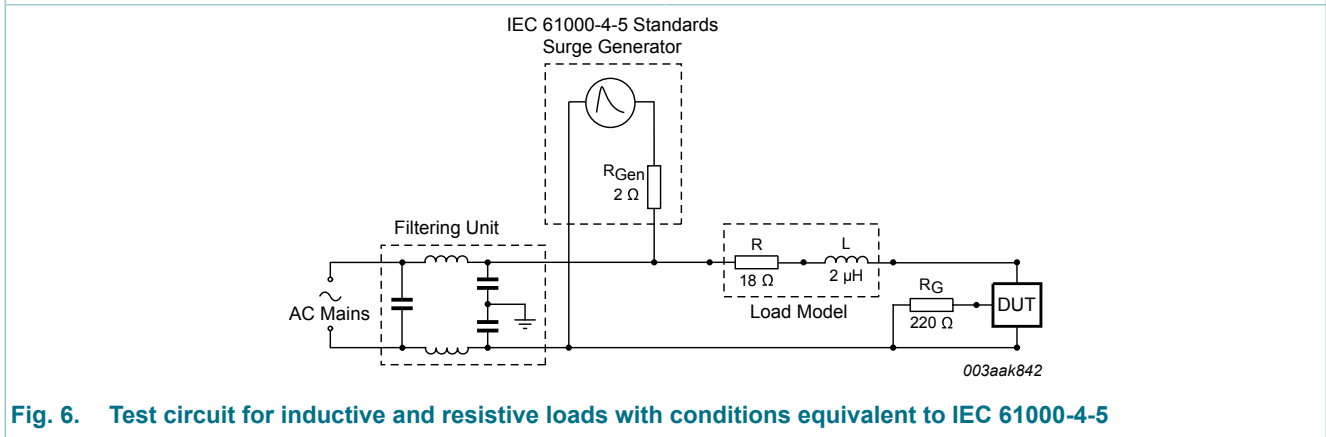 IEC 61000-4-5 Standards
Surge Generator
RGen
2 Ω
Filtering Unit
R
L
18 Ω
2 μH
RG
220 Ω
DUT
AC Mains
Load Model
003aak842
Fig. 6. Test circuit for inductive and resistive loads with conditions equivalent to IEC 61000-4-5